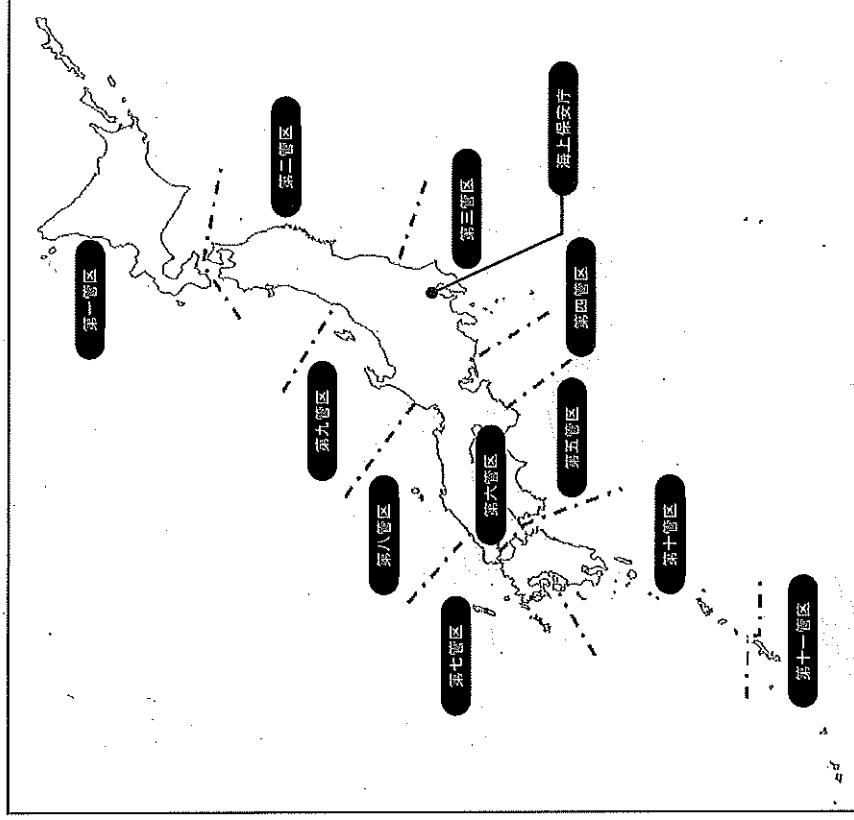 第一管区
第二管区
海上保安庁
第三管区
第九管区
第四管区
第八管区
第六管区
第五管区
第七管区
第十管区
第十一管区